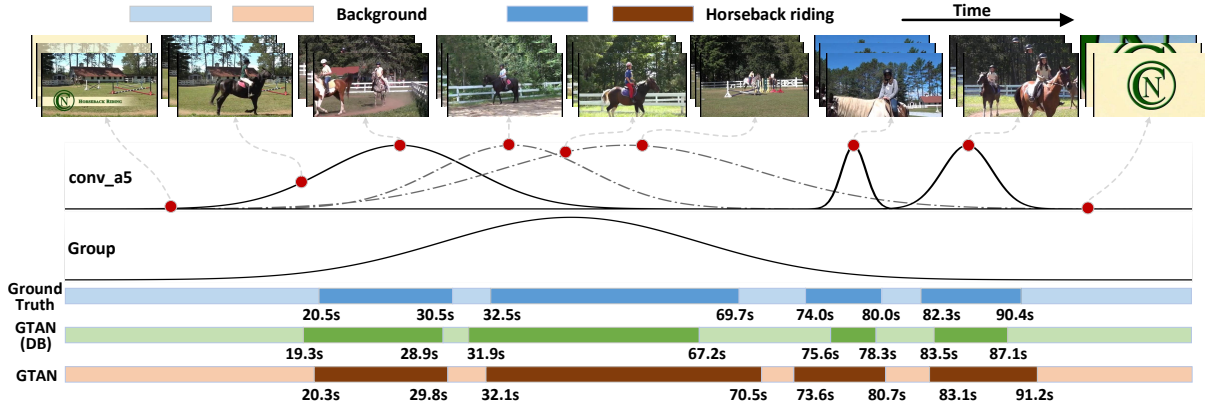 Background
Horseback riding
Time
CN HORSEBACK RIDING
CN
conv_a5
Group
Ground Truth
20.5s 30.5s 32.5s 69.7s 74.0s 80.0s 82.3s 90.4s
GTAN (DB)
19.3s 28.9s 31.9s 67.2s 75.6s 78.3s 83.5s 87.1s
GTAN
20.3s 29.8s 32.1s 70.5s 73.6s 80.7s 83.1s 91.2s